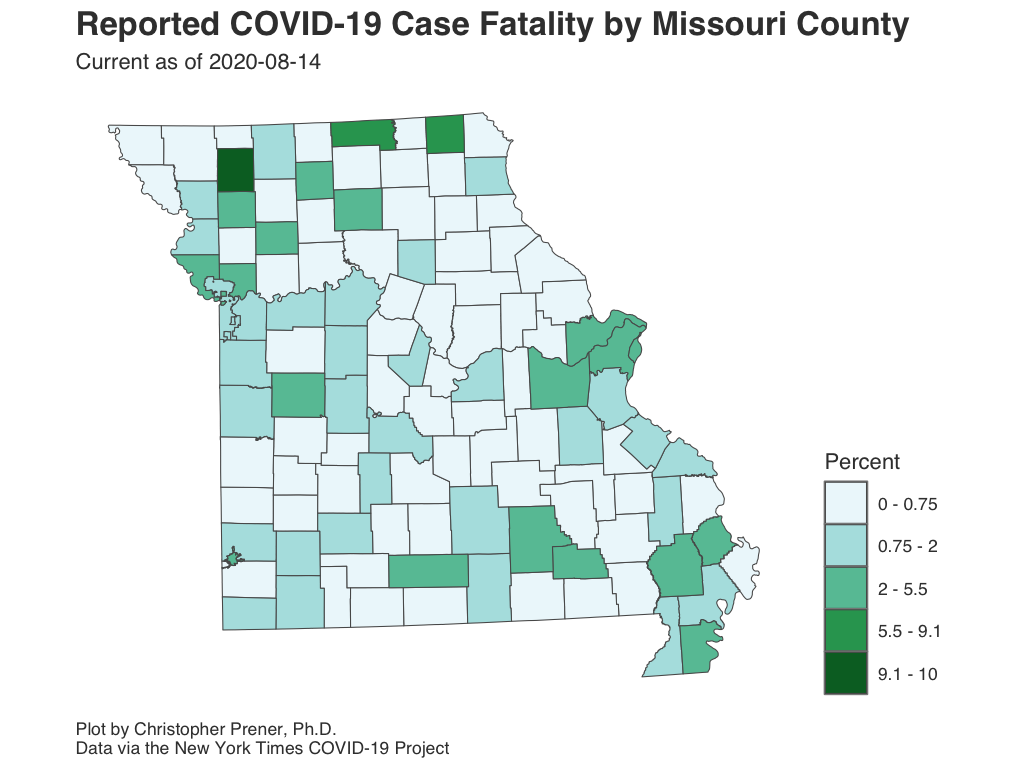 Reported COVID-19 Case Fatality by Missouri County
Current as of 2020-08-14
Percent
0 - 0.75
0.75 - 2
2 - 5.5
5.5 - 9.1
9.1 - 10
Plot by Christopher Prener, Ph.D.
Data via the New York Times COVID-19 Project